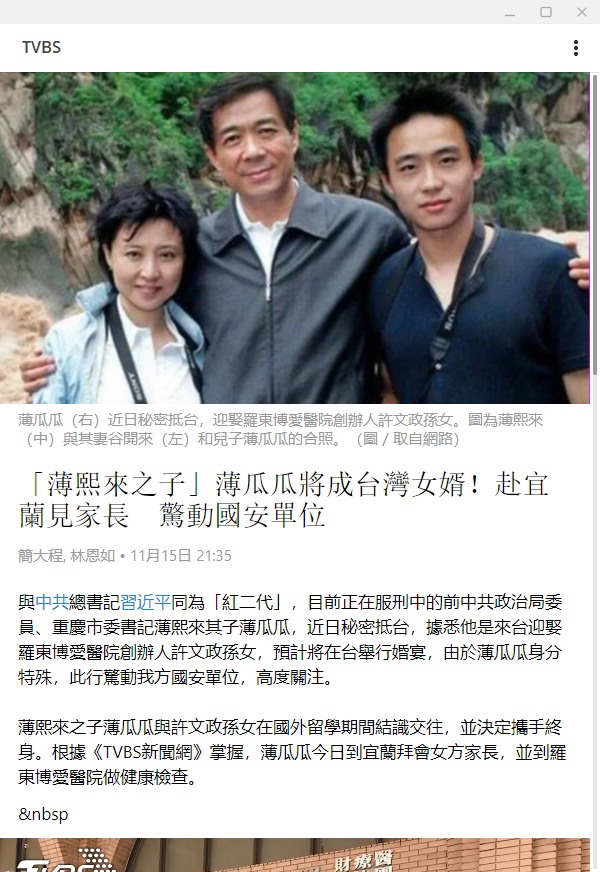 TVBS
SONY
薄瓜瓜（右）近日秘密抵台，迎娶羅東博愛醫院創辦人許文政孫女。圖為薄熙來
（中）與其妻谷開來（左）和兒子薄瓜瓜的合照。（圖／取自網路）
「薄熙來之子」薄瓜瓜將成台灣女婿！赴宜
蘭見家長　驚動國安單位
簡大程, 林恩如 • 11月15日 21:35
與中共總書記習近平同為「紅二代」，目前正在服刑中的前中共政治局委
員、重慶市委書記薄熙來其子薄瓜瓜，近日秘密抵台，據悉他是來台迎娶
羅東博愛醫院創辦人許文政孫女，預計將在台舉行婚宴，由於薄瓜瓜身分
特殊，此行驚動我方國安單位，高度關注。
薄熙來之子薄瓜瓜與許文政孫女在國外留學期間結識交往，並決定攜手終
身。根據《TVBS新聞網》掌握，薄瓜瓜今日到宜蘭拜會女方家長，並到羅
東博愛醫院做健康檢查。
&nbsp
TVBS
財療醫